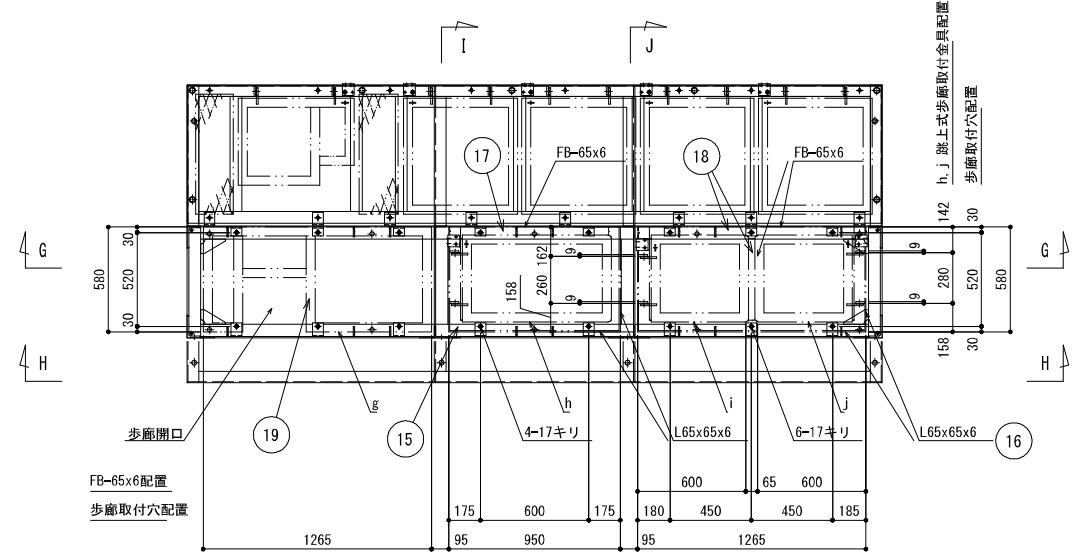 I
J
h,j 跳上式歩廊取付金具配置
歩廊取付穴配置
17
FB-65x6
18
FB-65x6
142
30
G
580
520
30
30
162
260
158
9
9
9
9
280
520
580
158
30
G
H
H
g
h
i
j
歩廊開口
19
15
4-17キリ
L65x65x6
6-17キリ
L65x65x6
16
FB-65x6配置
600
65
600
歩廊取付穴配置
175
600
175
180
450
450
185
1265
95
950
95
1265